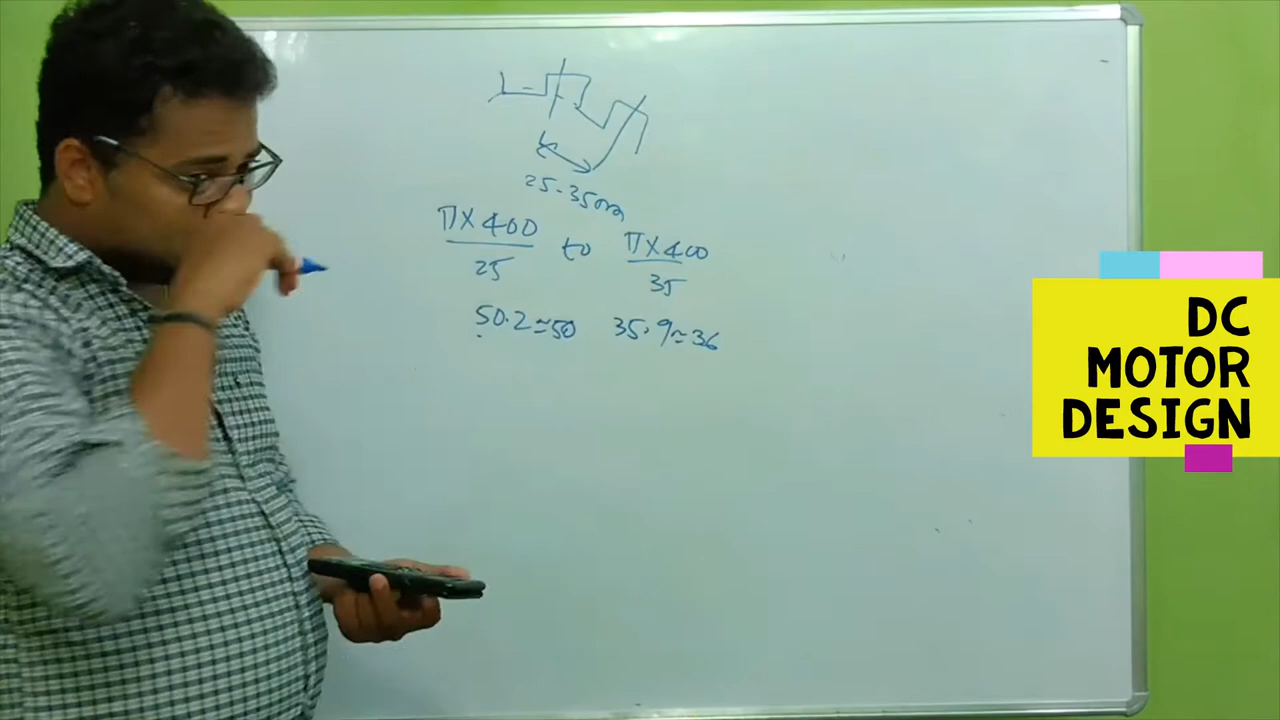 25-35mm
π×400 to π×400
25 35
50.2≃50 35.9≃36
DC
MOTOR
DESIGN